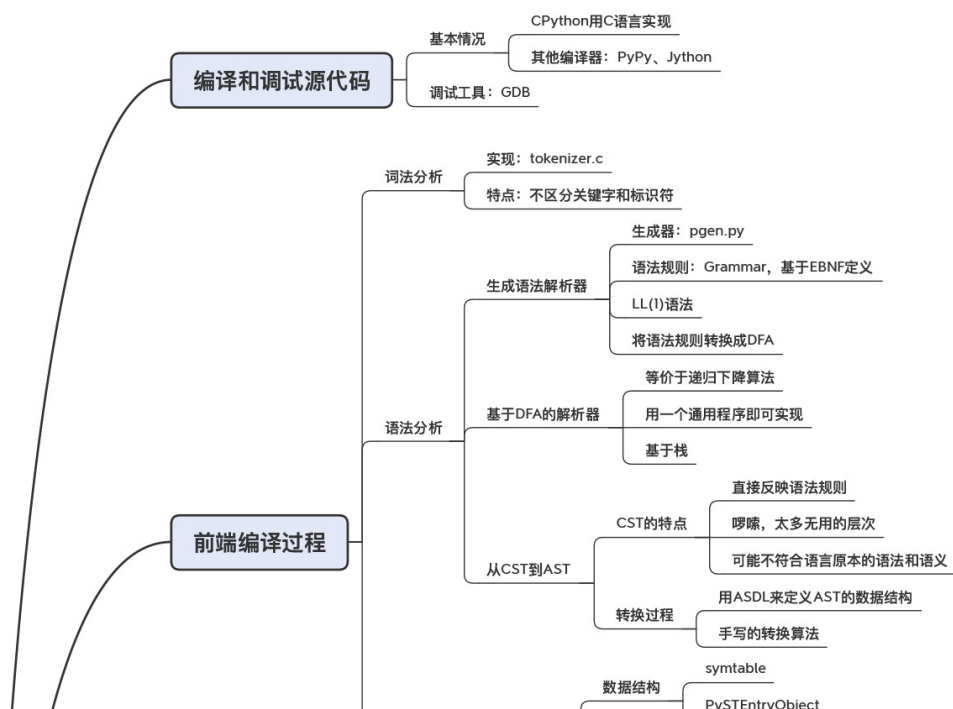 编译和调试源代码
基本情况
CPython用C语言实现
其他编译器：PyPy、Jython
调试工具：GDB
前端编译过程
词法分析
实现：tokenizer.c
特点：不区分关键字和标识符
语法分析
生成语法解析器
生成器：pgen.py
语法规则：Grammar，基于EBNF定义
LL(1)语法
将语法规则转换成DFA
基于DFA的解析器
等价于递归下降算法
用一个通用程序即可实现
基于栈
从CST到AST
CST的特点
直接反映语法规则
啰嗦，太多无用的层次
可能不符合语言原本的语法和语义
转换过程
用ASDL来定义AST的数据结构
手写的转换算法
数据结构
symtable
PySTEntryObject